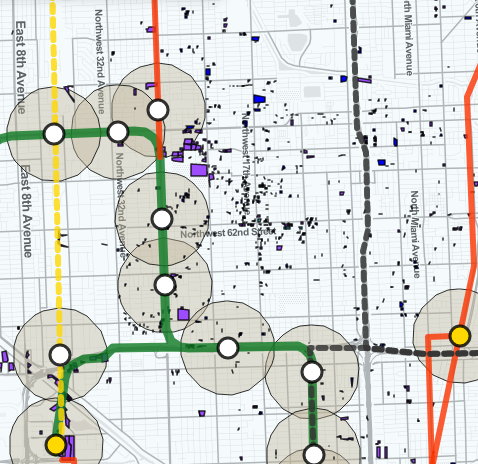 East 8th Avenue
Northwest 32nd Avenue
th Miami Avenue
East 8th Avenue
Northwest 32nd Avenue
Northwest 17th Avenue
Northwest 62nd Street
North Miami Avenue